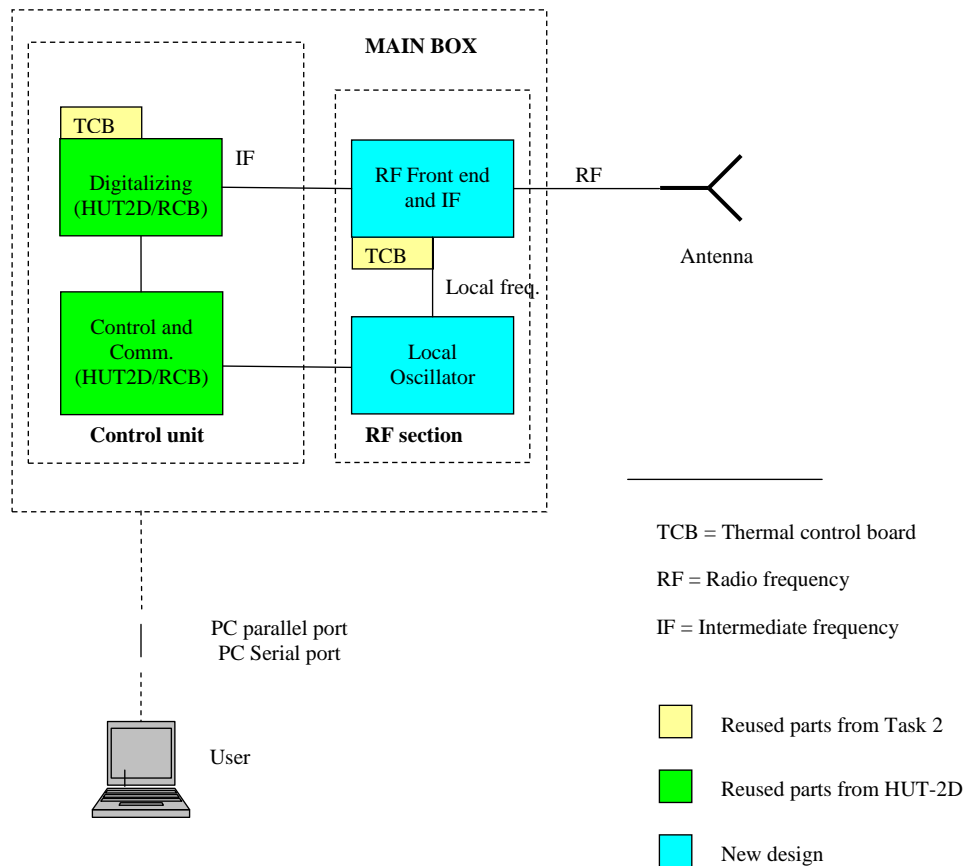 MAIN BOX
TCB
Digitalizing
(HUT2D/RCB)
IF
RF Front end
and IF
RF
TCB
Antenna
Local freq.
Control and
Comm.
(HUT2D/RCB)
Local
Oscillator
Control unit
RF section
TCB = Thermal control board
RF = Radio frequency
IF = Intermediate frequency
PC parallel port
PC Serial port
User
Reused parts from Task 2
Reused parts from HUT-2D
New design